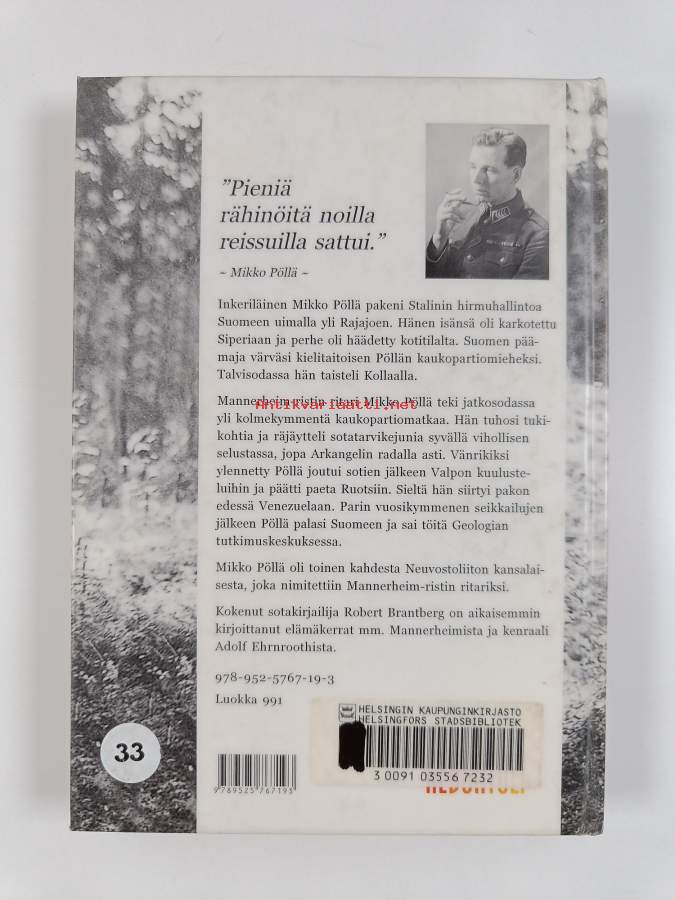 ”Pieniä
rähinöitä noilla
reissuilla sattui.”
~ Mikko Pöllä ~
Inkeriläinen Mikko Pöllä pakeni Stalinin hirmuhallintoa
Suomeen uimalla yli Rajajoen. Hänen isänsä oli karkotettu
Siperiaan ja perhe oli häädetty kotitilalta. Suomen pää-
maja värväsi kielitaitoisen Pöllän kaukopartiomieheksi.
Talvisodassa hän taisteli Kollaalla.
Mannerheim-ristin ritari Mikko Pöllä teki jatkosodassa
Antikvariaatti.net
yli kolmekymmentä kaukopartiomatkaa. Hän tuhosi tuki-
kohtia ja räjäytteli sotatarvikejunia syvällä vihollisen
selustassa, jopa Arkangelin radalla asti. Vänrikiksi
ylennetty Pöllä joutui sotien jälkeen Valpon kuuluste-
luihin ja päätti paeta Ruotsiin. Sieltä hän siirtyi pakon
edessä Venezuelaan. Parin vuosikymmenen seikkailujen
jälkeen Pöllä palasi Suomeen ja sai töitä Geologian
tutkimuskeskuksessa.
Mikko Pöllä oli toinen kahdesta Neuvostoliiton kansalai-
sesta, joka nimitettiin Mannerheim-ristin ritariksi.
Kokenut sotakirjailija Robert Brantberg on aikaisemmin
kirjoittanut elämäkerrat mm. Mannerheimista ja kenraali
Adolf Ehrnroothista.
978-952-5767-19-3
Luokka 991
HELSINGIN KAUPUNGINKIRJASTO
HELSINGFORS STADSBIBLIOTEK
33
9789525767193
3 0091 03556 7232